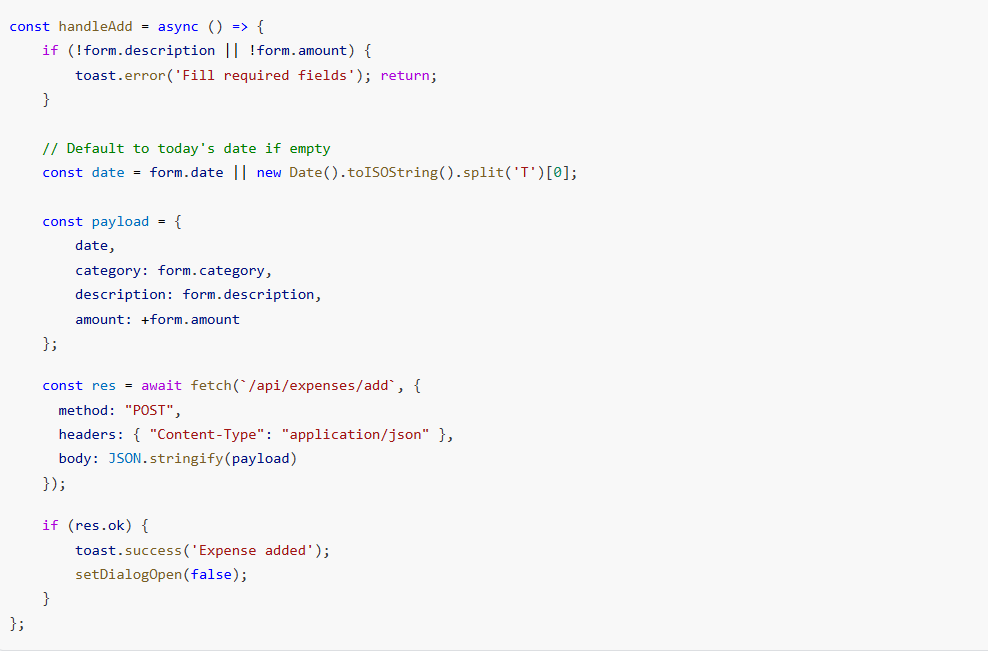 const handleAdd = async () => {
    if (!form.description || !form.amount) {
        toast.error('Fill required fields'); return;
    }

    // Default to today's date if empty
    const date = form.date || new Date().toISOString().split('T')[0];

    const payload = {
        date,
        category: form.category,
        description: form.description,
        amount: +form.amount
    };

    const res = await fetch(`/api/expenses/add`, {
      method: "POST",
      headers: { "Content-Type": "application/json" },
      body: JSON.stringify(payload)
    });

    if (res.ok) {
        toast.success('Expense added');
        setDialogOpen(false);
    }
};